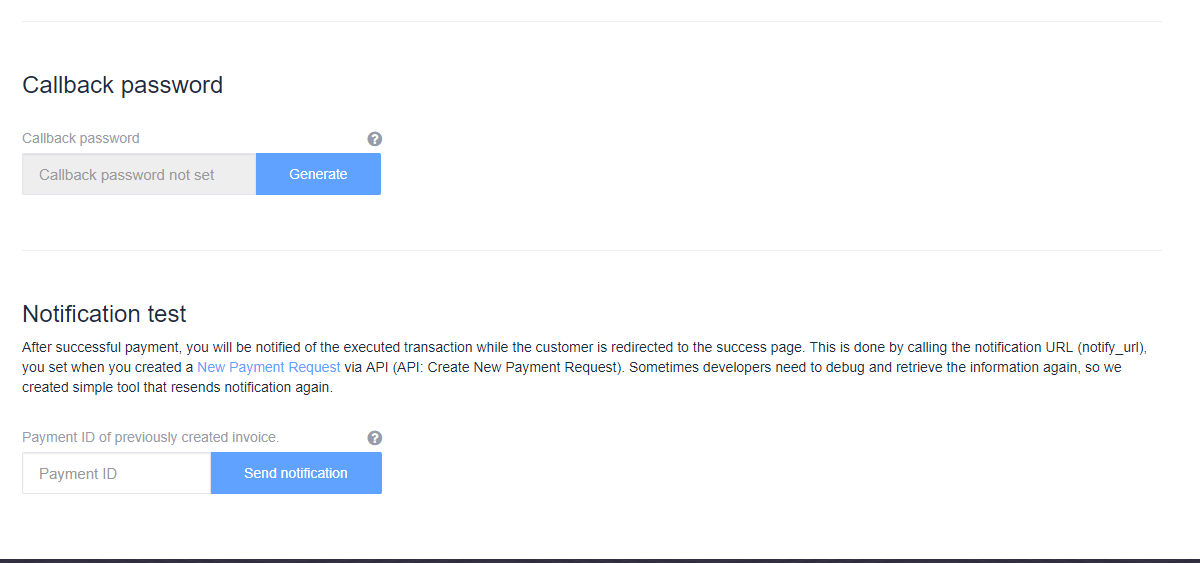 Callback password
Callback password
Callback password not set
Generate
Notification test
After successful payment, you will be notified of the executed transaction while the customer is redirected to the success page. This is done by calling the notification URL (notify_url),
you set when you created a New Payment Request via API (API: Create New Payment Request). Sometimes developers need to debug and retrieve the information again, so we
created simple tool that resends notification again.
Payment ID of previously created invoice.
Payment ID
Send notification